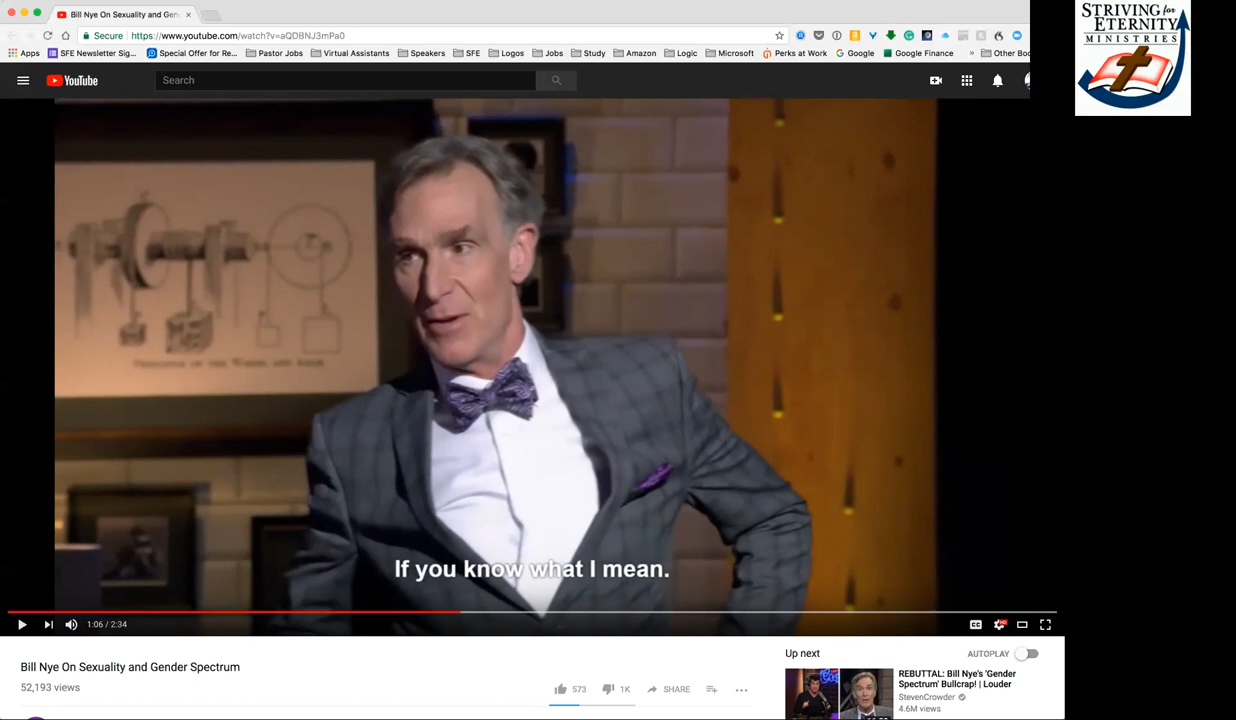 Bill Nye On Sexuality and Gend
STRIVING for
ETERNITY
MINISTRIES
Secure https://www.youtube.com/watch?v=aQDBNJ3mPa0
Apps SFE Newsletter Sig... Special Offer for Re... Pastor Jobs Virtual Assistants Speakers SFE Logos Jobs Study Amazon Logic Microsoft Perks at Work Google Google Finance » Other Boo
YouTube Search
If you know what I mean.
1:06 / 2:34
CC HD
Bill Nye On Sexuality and Gender Spectrum
52,193 views
573 1K SHARE
Up next AUTOPLAY
REBUTTAL: Bill Nye's 'Gender
Spectrum' Bullcrap! | Louder
StevenCrowder
4.6M views